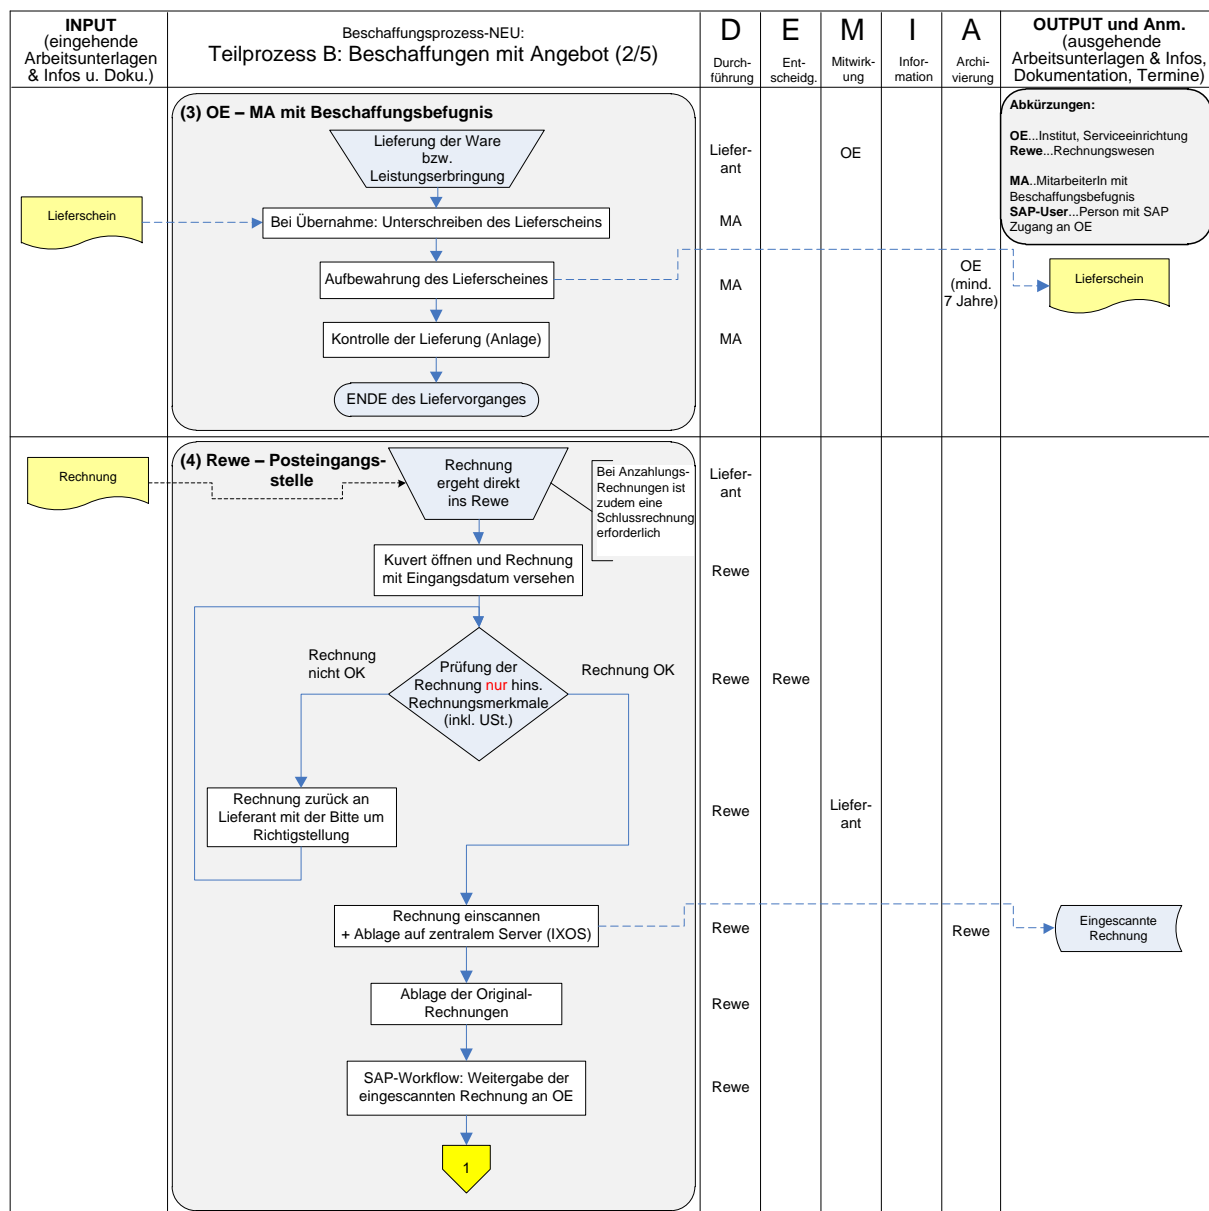 INPUT
(eingehende
Arbeitsunterlagen
& Infos u. Doku.)
Beschaffungsprozess-NEU:
Teilprozess B: Beschaffungen mit Angebot (2/5)
D
Durch-
führung
E
Ent-
scheidg.
M
Mitwirk-
ung
I
Infor-
mation
A
Archi-
vierung
OUTPUT und Anm.
(ausgehende
Arbeitsunterlagen & Infos,
Dokumentation, Termine)
(3) OE – MA mit Beschaffungsbefugnis
Lieferung der Ware
bzw.
Leistungserbringung
Liefer-
ant
OE
Abkürzungen:
OE...Institut, Serviceeinrichtung
Rewe...Rechnungswesen
MA..MitarbeiterIn mit
Beschaffungsbefugnis
SAP-User...Person mit SAP
Zugang an OE
Lieferschein
Bei Übernahme: Unterschreiben des Lieferscheins
MA
Aufbewahrung des Lieferscheines
MA
OE
(mind.
7 Jahre)
Lieferschein
Kontrolle der Lieferung (Anlage)
MA
ENDE des Liefervorganges
(4) Rewe – Posteingangs-
stelle
Rechnung
Rechnung
ergeht direkt
ins Rewe
Bei Anzahlungs-
Rechnungen ist
zudem eine
Schlussrechnung
erforderlich
Liefer-
ant
Kuvert öffnen und Rechnung
mit Eingangsdatum versehen
Rewe
Rechnung
nicht OK
Prüfung der
Rechnung nur hins.
Rechnungsmerkmale
(inkl. USt.)
Rechnung OK
Rewe
Rewe
Rechnung zurück an
Lieferant mit der Bitte um
Richtigstellung
Rewe
Liefer-
ant
Rechnung einscannen
+ Ablage auf zentralem Server (IXOS)
Rewe
Rewe
Eingescannte
Rechnung
Ablage der Original-
Rechnungen
Rewe
SAP-Workflow: Weitergabe der
eingescannten Rechnung an OE
Rewe
1